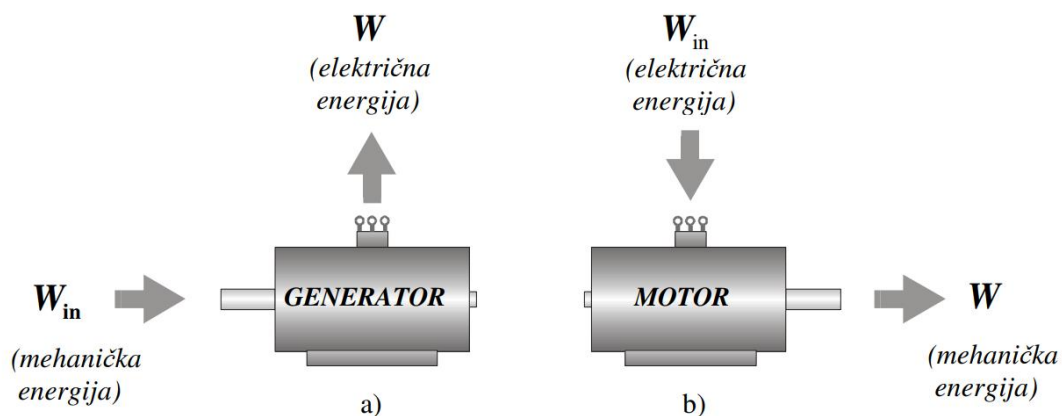 W
(električna
energija)
W_in
(električna
energija)
W_in
(mehanička
energija)
GENERATOR
MOTOR
W
(mehanička
energija)
a)
b)